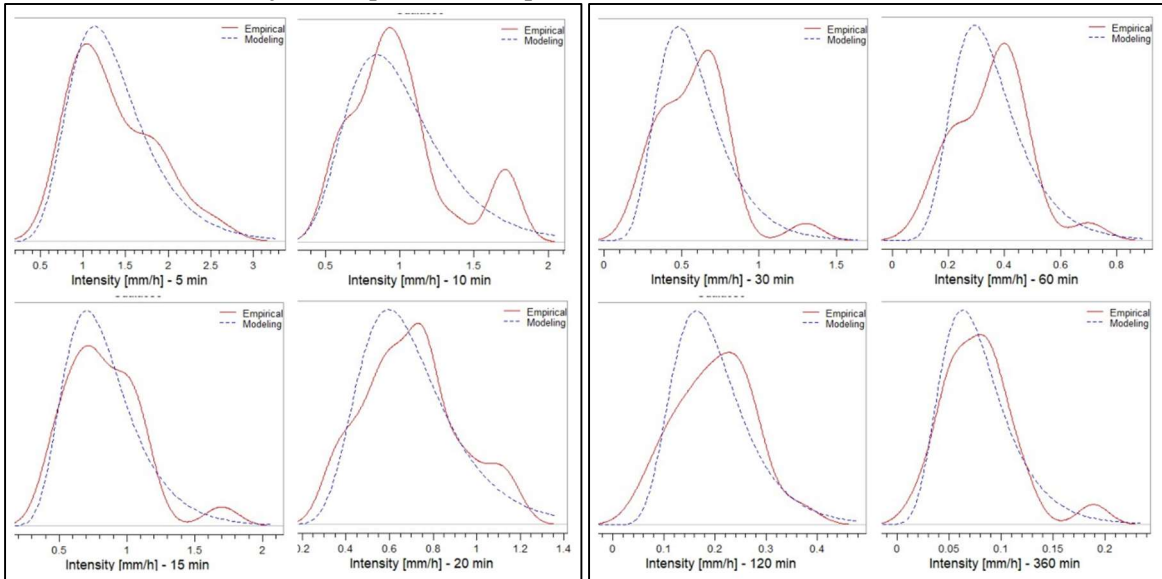 Empirical
Modeling
0.5 1 1.5 2 2.5 3
Intensity [mm/h] - 5 min
Empirical
Modeling
0.5 1 1.5 2
Intensity [mm/h] - 10 min
Empirical
Modeling
0 0.5 1 1.5
Intensity [mm/h] - 30 min
Empirical
Modeling
0 0.2 0.4 0.6 0.8
Intensity [mm/h] - 60 min
Empirical
Modeling
0.5 1 1.5 2
Intensity [mm/h] - 15 min
Empirical
Modeling
0.2 0.4 0.6 0.8 1 1.2 1.4
Intensity [mm/h] - 20 min
Empirical
Modeling
0 0.1 0.2 0.3 0.4
Intensity [mm/h] - 120 min
Empirical
Modeling
0 0.05 0.1 0.15 0.2
Intensity [mm/h] - 360 min